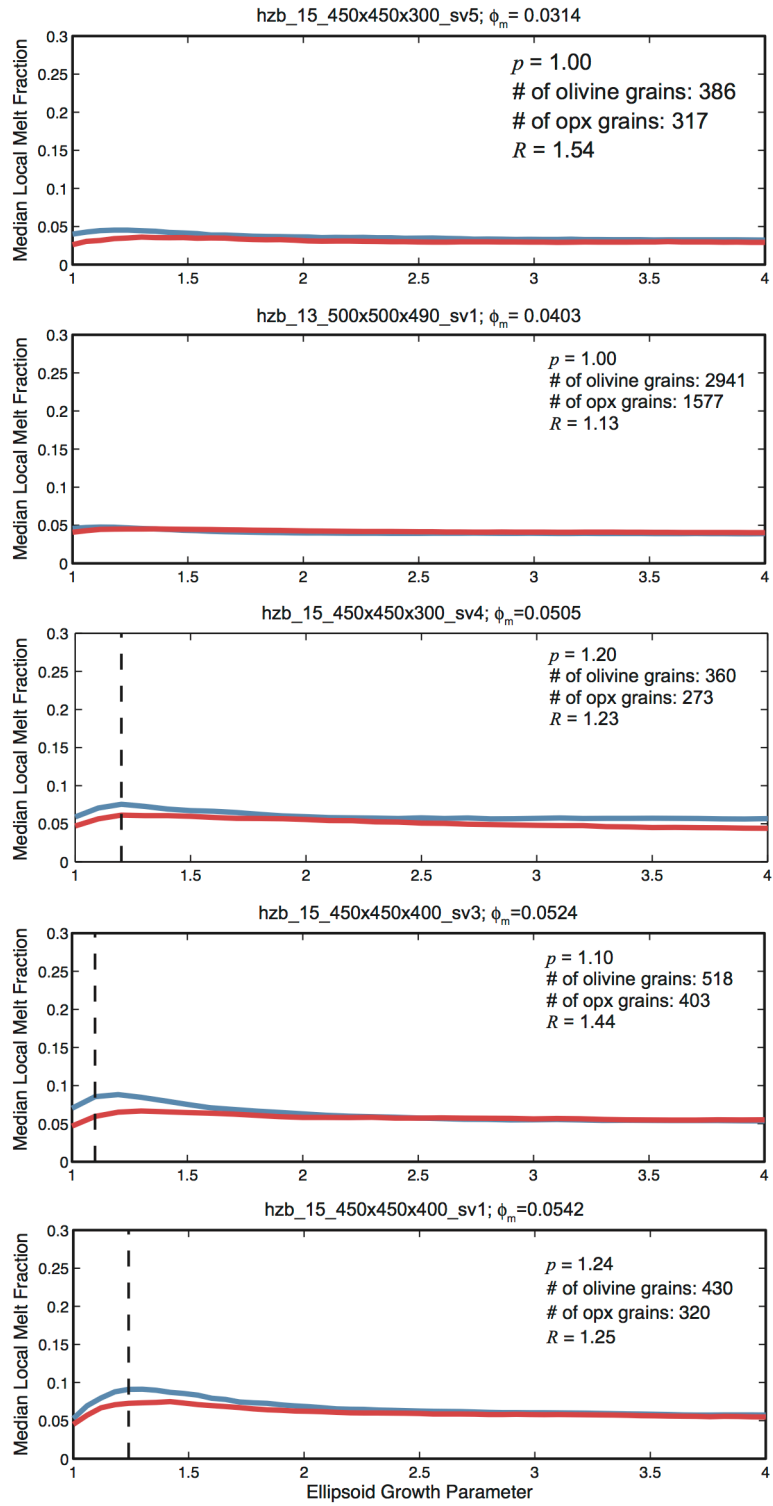 hzb_15_450x450x300_sv5; ϕm= 0.0314
Median Local Melt Fraction
0.3
0.25
0.2
0.15
0.1
0.05
0
p = 1.00
# of olivine grains: 386
# of opx grains: 317
R = 1.54
1 1.5 2 2.5 3 3.5 4
hzb_13_500x500x490_sv1; ϕm= 0.0403
Median Local Melt Fraction
0.3
0.25
0.2
0.15
0.1
0.05
0
p = 1.00
# of olivine grains: 2941
# of opx grains: 1577
R = 1.13
1 1.5 2 2.5 3 3.5 4
hzb_15_450x450x300_sv4; ϕm=0.0505
Median Local Melt Fraction
0.3
0.25
0.2
0.15
0.1
0.05
0
p = 1.20
# of olivine grains: 360
# of opx grains: 273
R = 1.23
1 1.5 2 2.5 3 3.5 4
hzb_15_450x450x400_sv3; ϕm=0.0524
Median Local Melt Fraction
0.3
0.25
0.2
0.15
0.1
0.05
0
p = 1.10
# of olivine grains: 518
# of opx grains: 403
R = 1.44
1 1.5 2 2.5 3 3.5 4
hzb_15_450x450x400_sv1; ϕm=0.0542
Median Local Melt Fraction
0.3
0.25
0.2
0.15
0.1
0.05
0
p = 1.24
# of olivine grains: 430
# of opx grains: 320
R = 1.25
1 1.5 2 2.5 3 3.5 4
Ellipsoid Growth Parameter